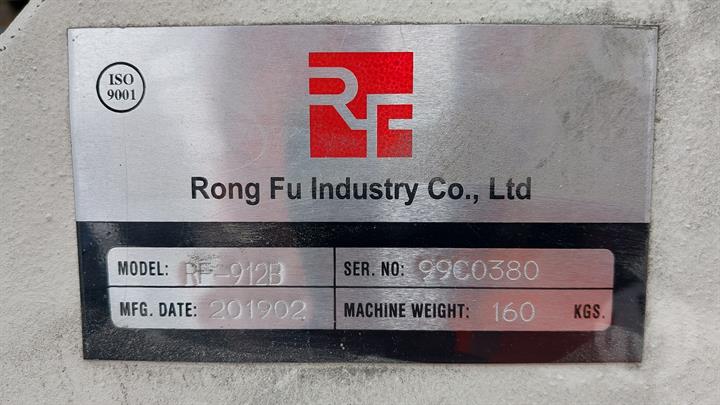 ISO
9001
RF
Rong Fu Industry Co., Ltd
MODEL: RF-912B
SER. NO: 99C0380
MFG. DATE: 201902
MACHINE WEIGHT: 160 KGS.